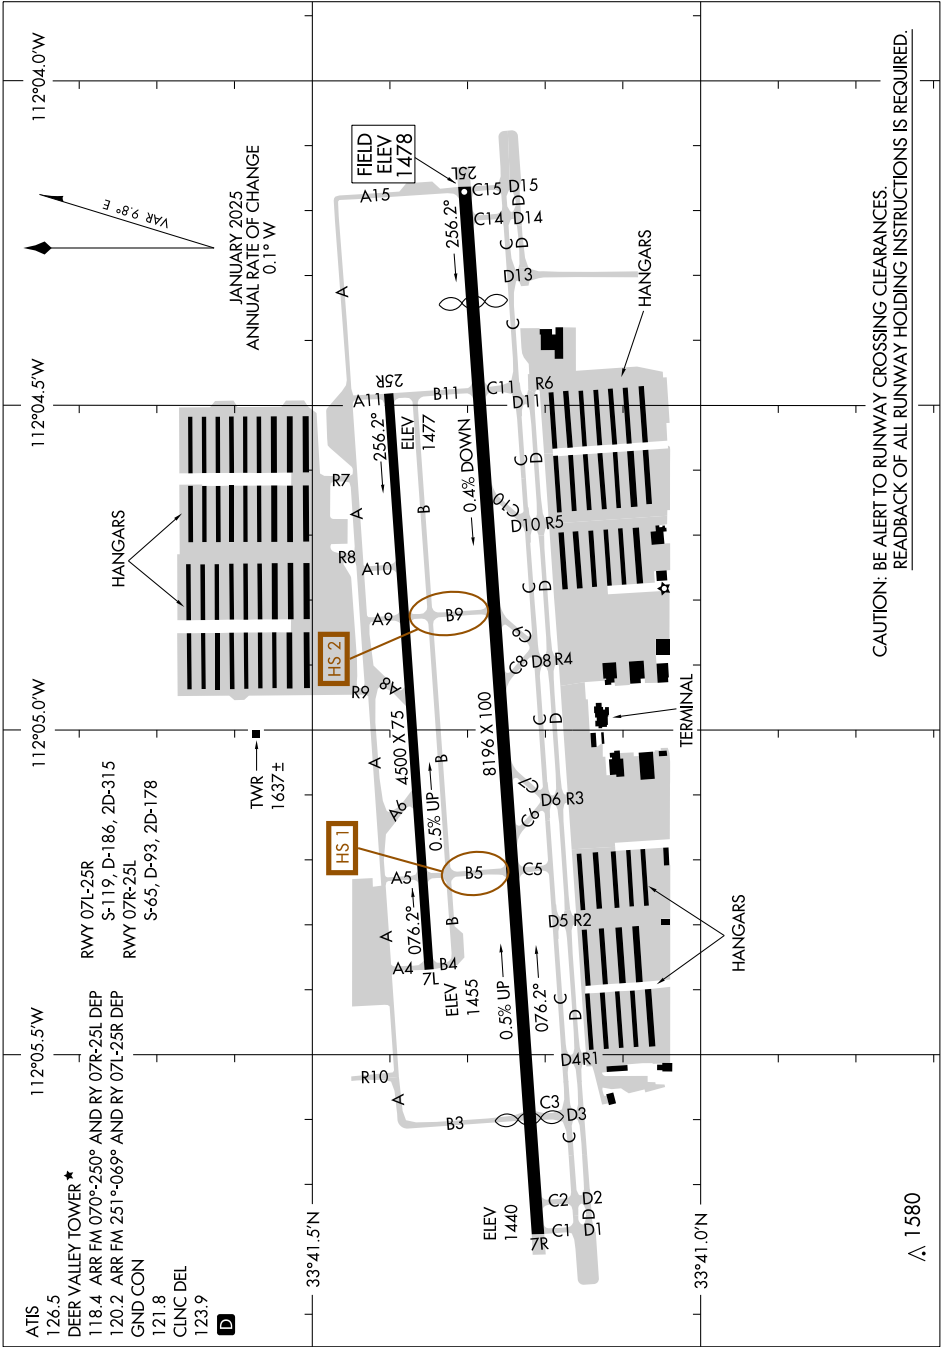 ATIS
126.5
DEER VALLEY TOWER★
118.4 ARR FM 070°-250° AND RY 07R-25L DEP
120.2 ARR FM 251°-069° AND RY 07L-25R DEP
GND CON
121.8
CLNC DEL
123.9
D
RWY 07L-25R
S-119, D-186, 2D-315
RWY 07R-25L
S-65, D-93, 2D-178
112°05.5'W
112°05.0'W
112°04.5'W
112°04.0'W
VAR 9.8° E
JANUARY 2025
ANNUAL RATE OF CHANGE
0.1° W
TWR
1637±
HANGARS
33°41.5'N
HS 1
HS 2
FIELD
ELEV
1478
R10
R9
R8
R7
A
A
A
A
A
A4
A5
A6
A8
A9
A10
A11
A15
7L
076.2°
4500 X 75
256.2°
25R
ELEV
1455
0.5% UP
ELEV
1477
B
B
B
B3
B4
B5
B9
B11
7R
ELEV
1440
0.5% UP
076.2°
8196 X 100
0.4% DOWN
256.2°
25L
C1
C2
C3
C5
C6
C7
C8
C9
C10
C11
C14
C15
C
C
C
C
C
C
C
D
D
D
D
D
D
D
D1
D2
D3
D4
R1
D5
R2
D6
R3
D8
R4
D10
R5
D11
R6
D13
D14
D15
HANGARS
TERMINAL
HANGARS
33°41.0'N
1580
CAUTION: BE ALERT TO RUNWAY CROSSING CLEARANCES.
READBACK OF ALL RUNWAY HOLDING INSTRUCTIONS IS REQUIRED.